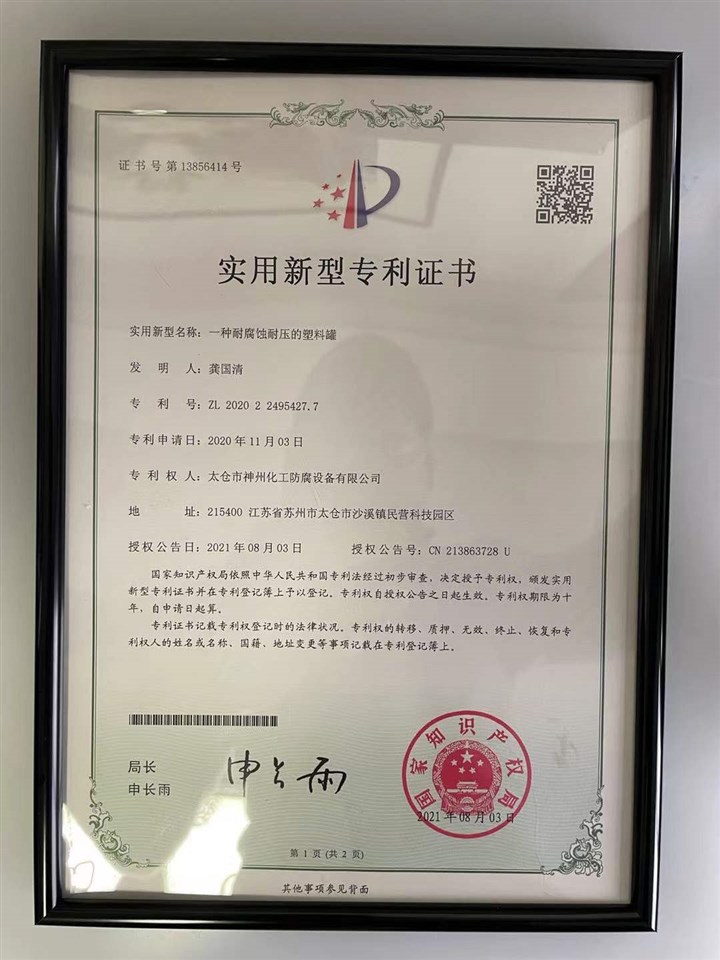 证书号第13856414号
实用新型专利证书
实用新型名称：一种耐腐蚀耐压的塑料罐
发明人：龚国清
专利号：ZL 2020 2 2495427.7
专利申请日：2020年11月03日
专利权人：太仓市神州化工防腐设备有限公司
地址：215400 江苏省苏州市太仓市沙溪镇民营科技园区
授权公告日：2021年08月03日 授权公告号：CN 213863728 U
国家知识产权局依照中华人民共和国专利法经过初步审查，决定授予专利权，颁发实用
新型专利证书并在专利登记簿上予以登记。专利权自授权公告之日起生效。专利权期限为十
年，自申请日起算。
专利证书记载专利权登记时的法律状况。专利权的转移、质押、无效、终止、恢复和专
利权人的姓名或名称、国籍、地址变更等事项记载在专利登记簿上。
局长
申长雨
申长雨
国家知识产权局
2021年08月03日
第 1 页 (共 2 页)
其他事项参见背面